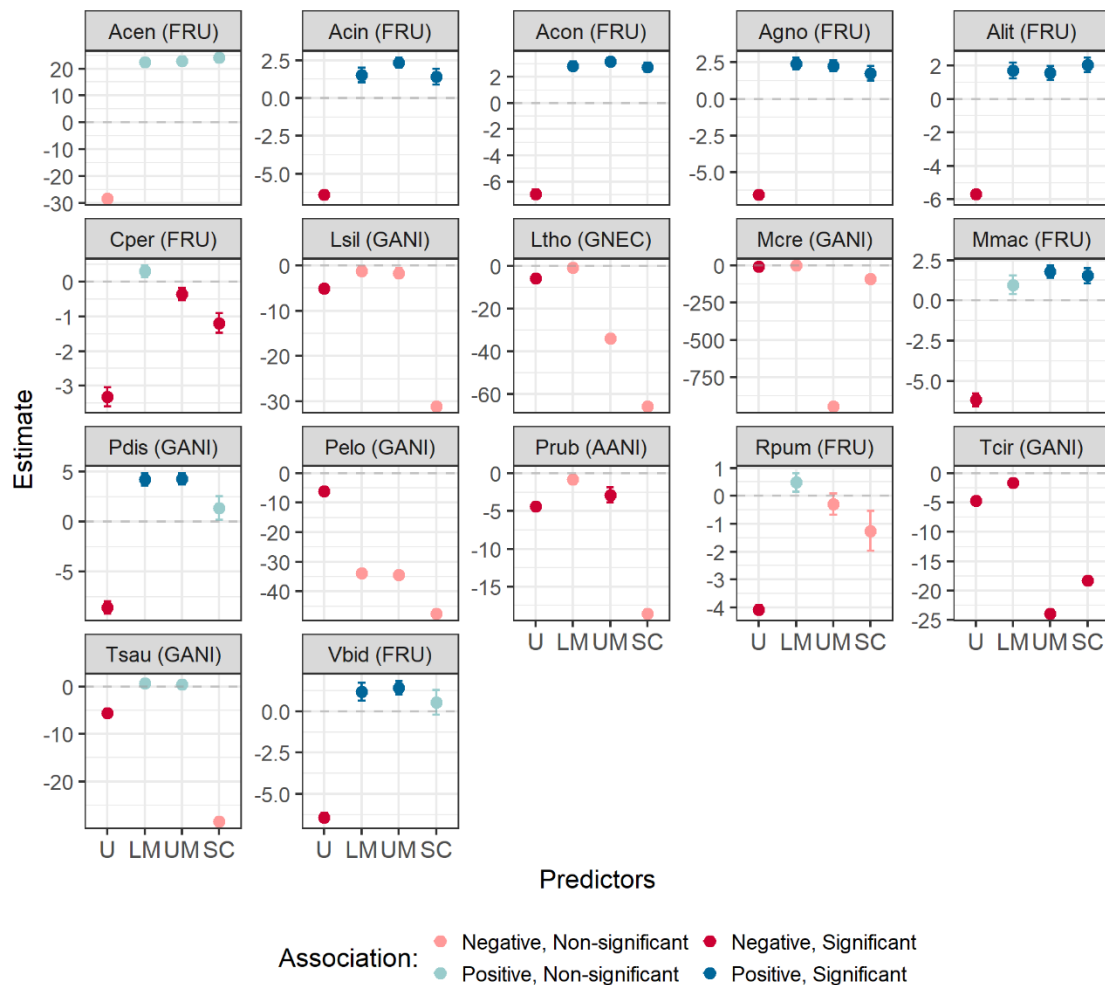 Acen (FRU) Acin (FRU) Acon (FRU) Agno (FRU) Alit (FRU)
20 10 0 -10 -20 -30
2.5 0.0 -2.5 -5.0
2 0 -2 -4 -6
2.5 0.0 -2.5 -5.0
2 0 -2 -4 -6
Cper (FRU) Lsil (GANI) Ltho (GNEC) Mcre (GANI) Mmac (FRU)
0 -1 -2 -3
0 -10 -20 -30
0 -20 -40 -60
0 -250 -500 -750
2.5 0.0 -2.5 -5.0
Estimate
Pdis (GANI) Pelo (GANI) Prub (AANI) Rpum (FRU) Tcir (GANI)
5 0 -5
0 -10 -20 -30 -40
0 -5 -10 -15
1 0 -1 -2 -3 -4
0 -5 -10 -15 -20 -25
U LM UM SC U LM UM SC U LM UM SC
Tsau (GANI) Vbid (FRU)
0 -10 -20
0.0 -2.5 -5.0
U LM UM SC U LM UM SC
Predictors
Association:
Negative, Non-significant Negative, Significant
Positive, Non-significant Positive, Significant